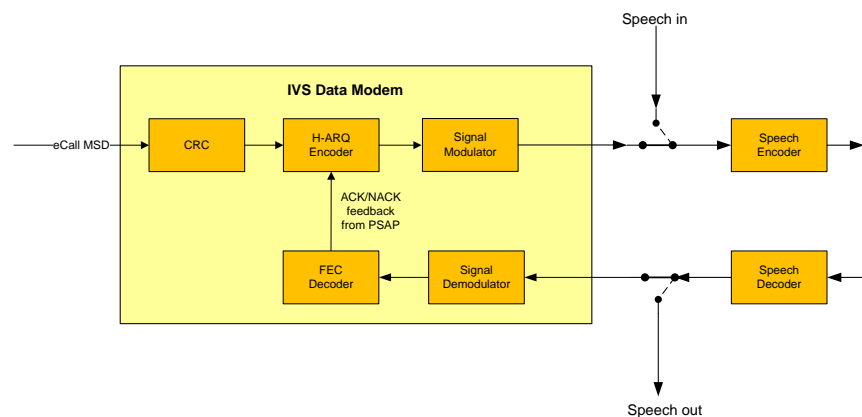 Speech in
IVS Data Modem
eCall MSD
CRC
H-ARQ
Encoder
Signal
Modulator
Speech
Encoder
ACK/NACK
feedback
from PSAP
FEC
Decoder
Signal
Demodulator
Speech
Decoder
Speech out